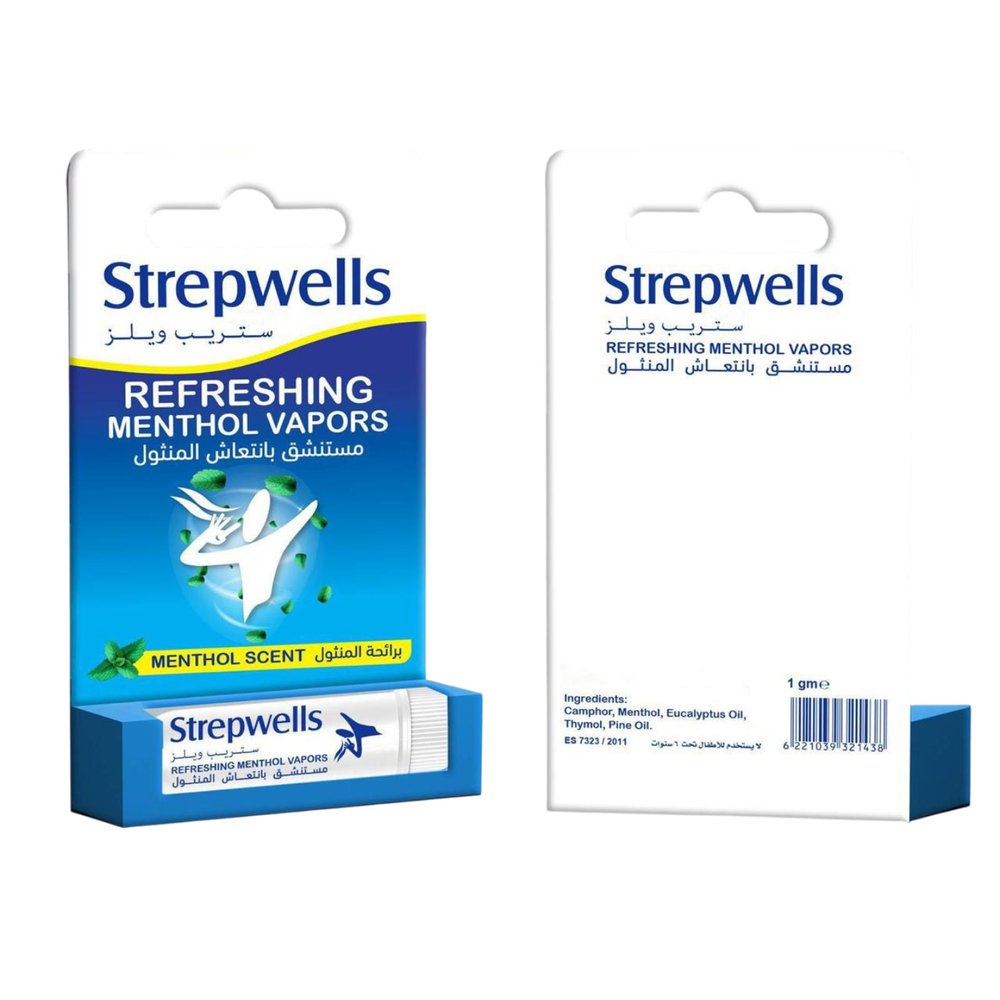 Strepwells
ستريب ويلز
REFRESHING
MENTHOL VAPORS
مستنشق بانتعاش المنثول
MENTHOL SCENT برائحة المنثول
Strepwells
ستريب ويلز
REFRESHING MENTHOL VAPORS
مستنشق بانتعاش المنثول
Strepwells
ستريب ويلز
REFRESHING MENTHOL VAPORS
مستنشق بانتعاش المنثول
1 gm℮
Ingredients:
Camphor, Menthol, Eucalyptus Oil,
Thymol, Pine Oil.
ES 7323 / 2011 لا يستخدم للأطفال تحت ٦ سنوات
6 221039 321438